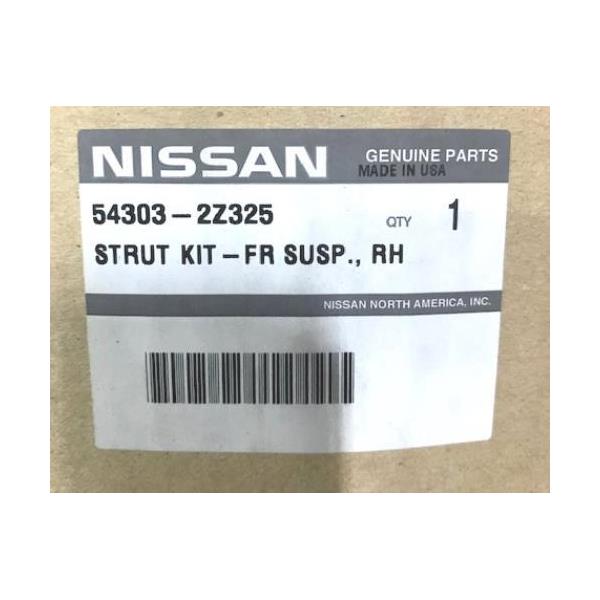 NISSAN GENUINE PARTS
MADE IN USA
54303-2Z325 QTY 1
STRUT KIT-FR SUSP., RH
NISSAN NORTH AMERICA, INC.